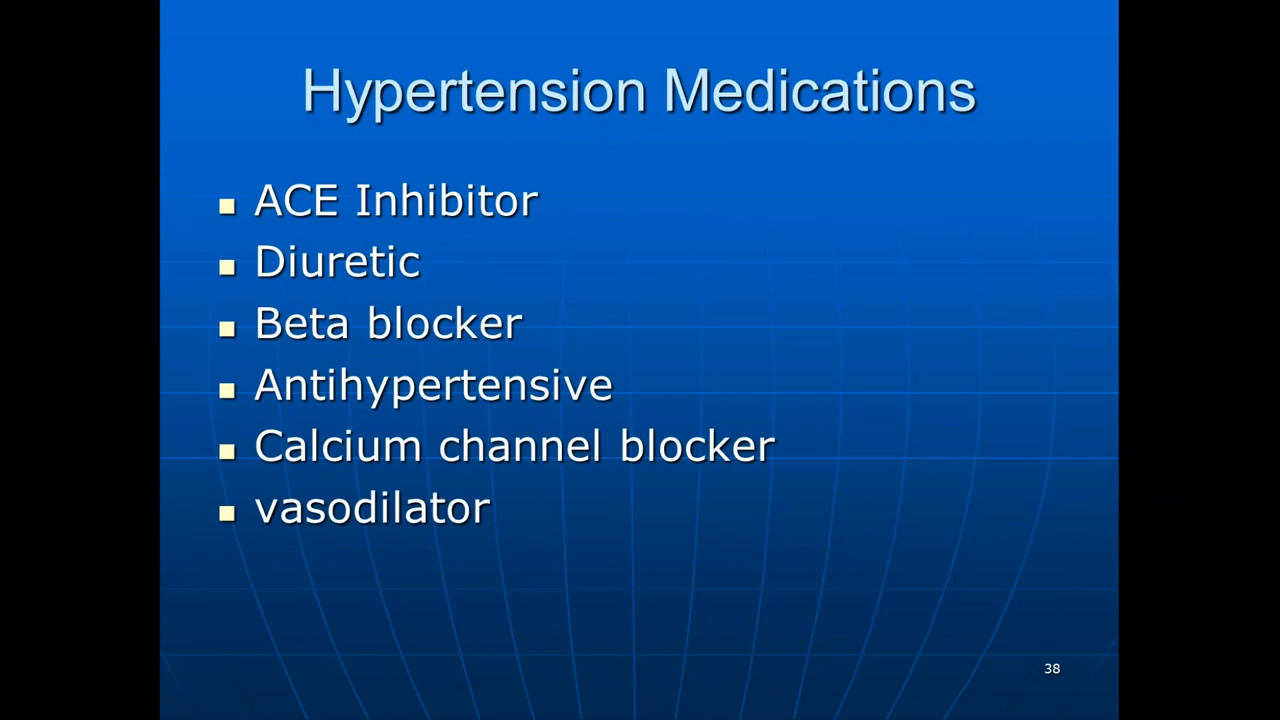 Hypertension Medications
ACE Inhibitor
Diuretic
Beta blocker
Antihypertensive
Calcium channel blocker
vasodilator
38